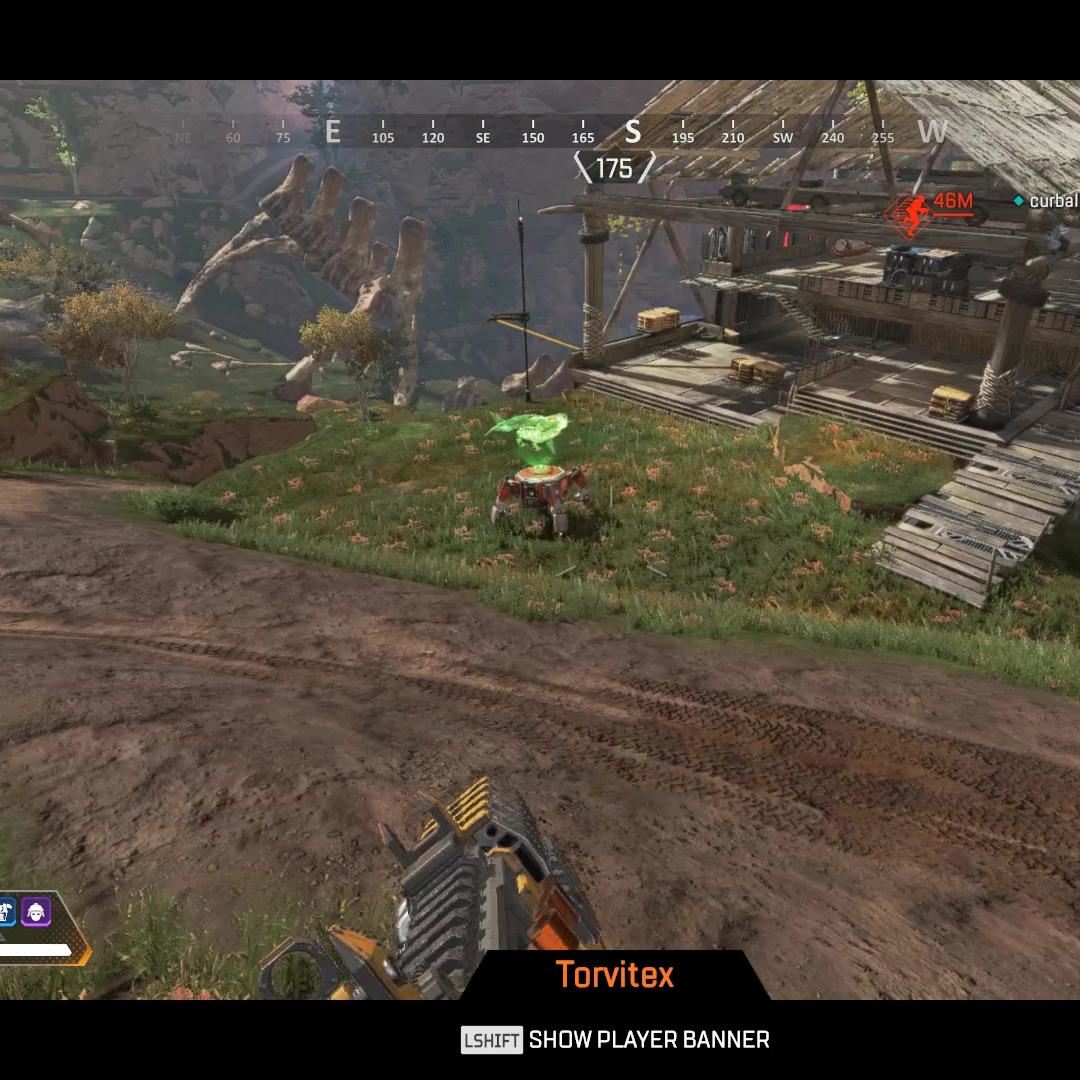 NE 60 75 E 105 120 SE 150 165 S 195 210 SW 240 255 W
175
46M
curbal
Torvitex
LSHIFT SHOW PLAYER BANNER